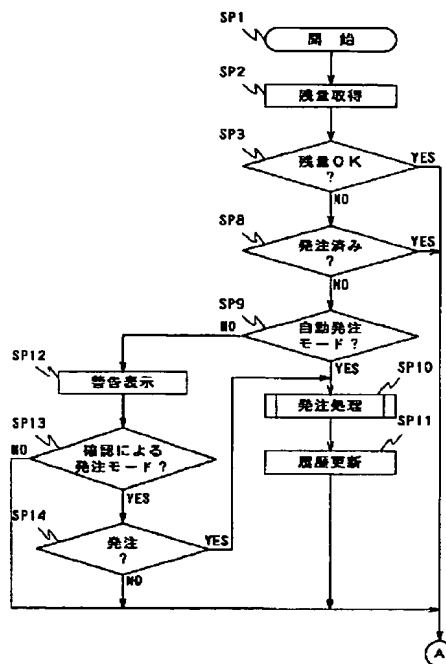 SP1
開始
SP2
残量取得
SP3
残量OK
?
YES
NO
SP8
発注済み
?
YES
NO
SP9
自動発注
モード?
NO
YES
SP12
警告表示
SP10
発注処理
SP13
確認による
発注モード?
NO
YES
SP11
履歴更新
SP14
発注
?
YES
NO
A